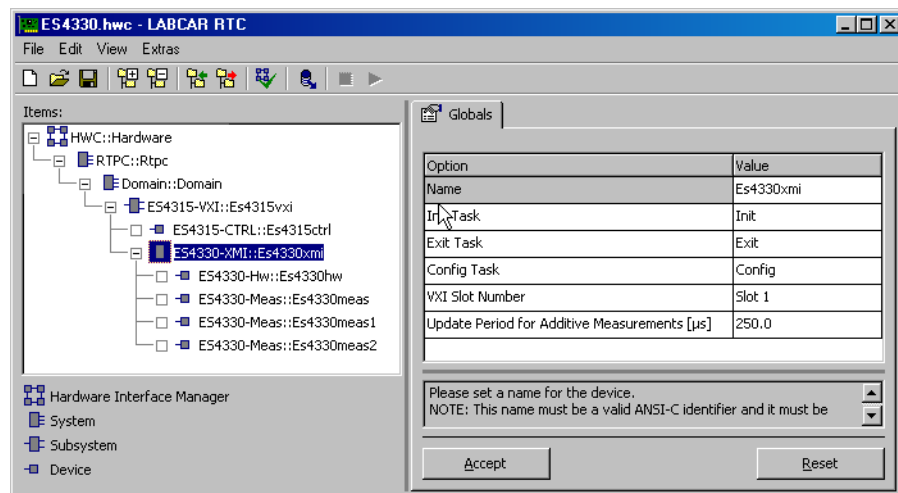 ES4330.hwc - LABCAR RTC
File Edit View Extras
Items:
HWC::Hardware
RTPC::Rtpc
Domain::Domain
ES4315-VXI::Es4315vxi
ES4315-CTRL::Es4315ctrl
ES4330-XMI::Es4330xmi
ES4330-Hw::Es4330hw
ES4330-Meas::Es4330meas
ES4330-Meas::Es4330meas1
ES4330-Meas::Es4330meas2
Hardware Interface Manager
System
Subsystem
Device
Globals
Option Value
Name Es4330xmi
Task Init
Exit Task Exit
Config Task Config
VXI Slot Number Slot 1
Update Period for Additive Measurements [µs] 250.0
Please set a name for the device.
NOTE: This name must be a valid ANSI-C identifier and it must be
Accept Reset